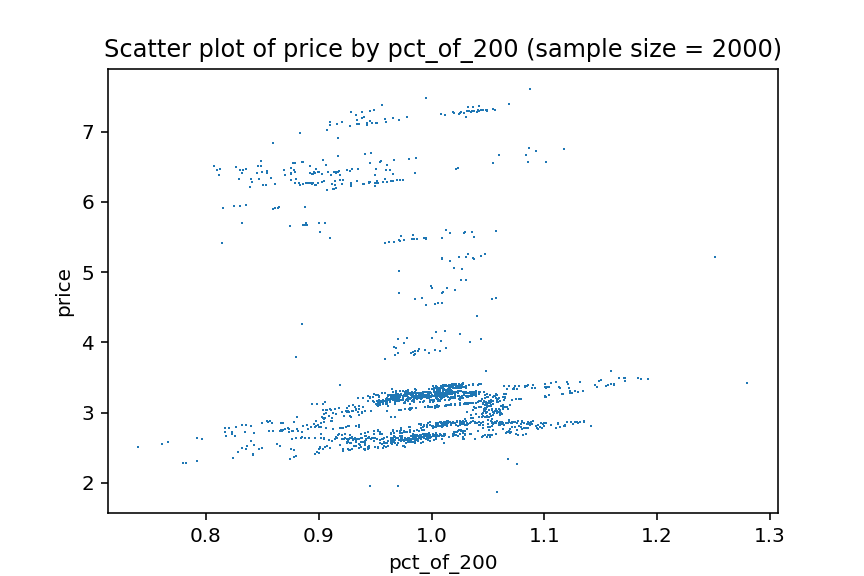 Scatter plot of price by pct_of_200 (sample size = 2000)
7
6
5
4
3
2
price
0.8 0.9 1.0 1.1 1.2 1.3
pct_of_200